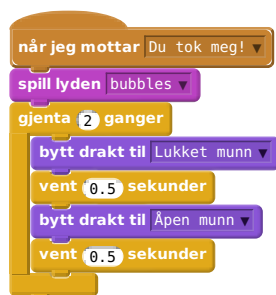 når jeg mottar Du tok meg!
spill lyden bubbles
gjenta 2 ganger
bytt drakt til Lukket munn
vent 0.5 sekunder
bytt drakt til Åpen munn
vent 0.5 sekunder